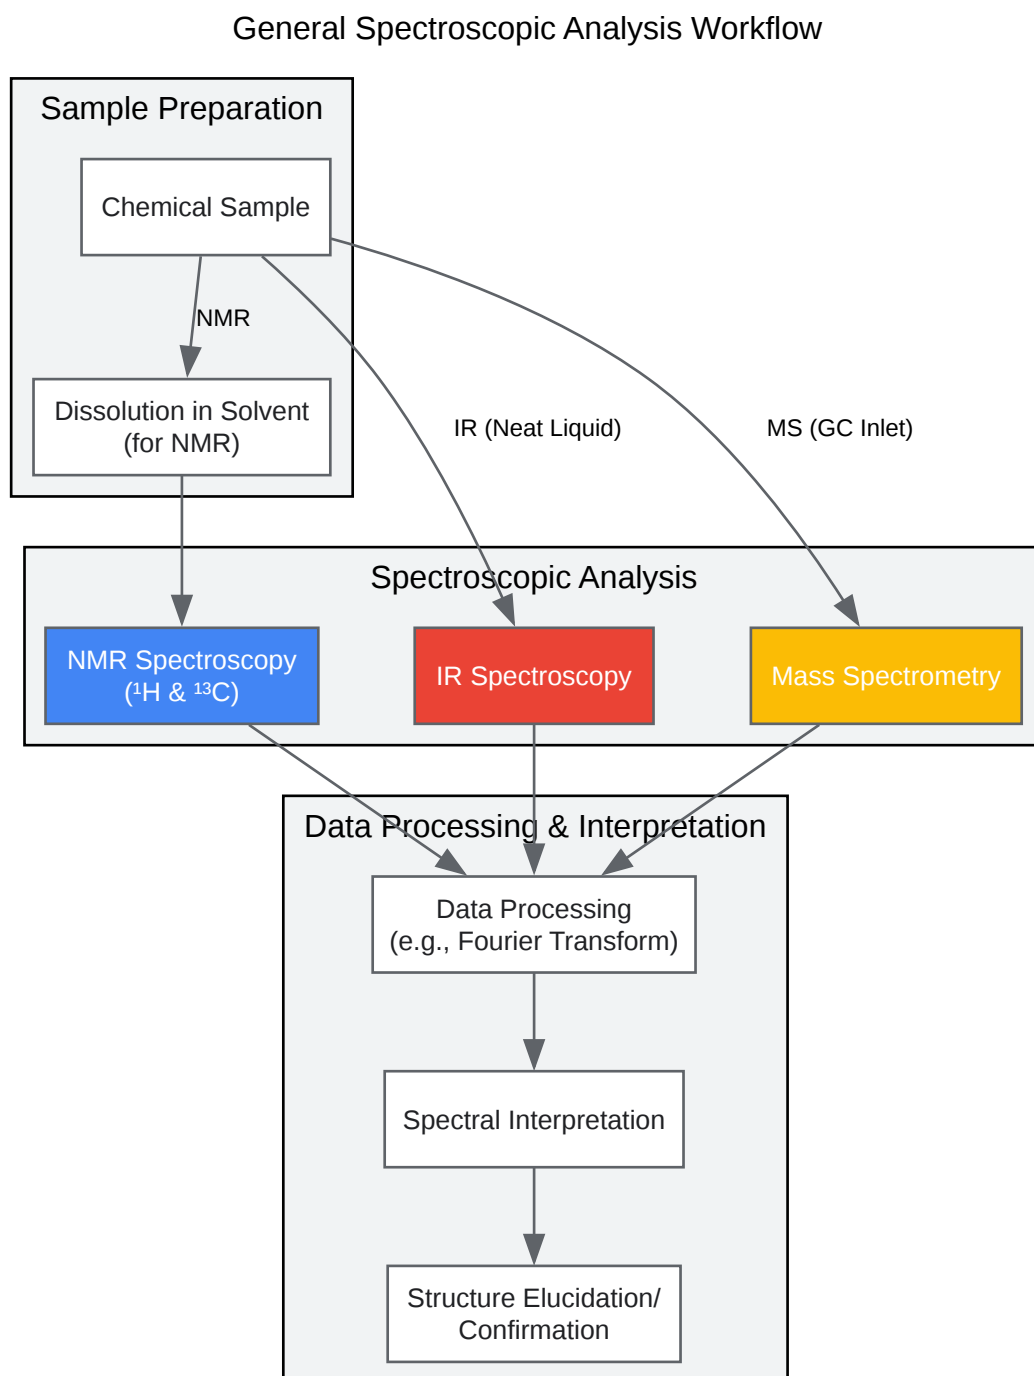 General Spectroscopic Analysis Workflow
Sample Preparation
Chemical Sample
NMR
Dissolution in Solvent
(for NMR)
IR (Neat Liquid)
MS (GC Inlet)
Spectroscopic Analysis
NMR Spectroscopy
(¹H & ¹³C)
IR Spectroscopy
Mass Spectrometry
Data Processing & Interpretation
Data Processing
(e.g., Fourier Transform)
Spectral Interpretation
Structure Elucidation/
Confirmation